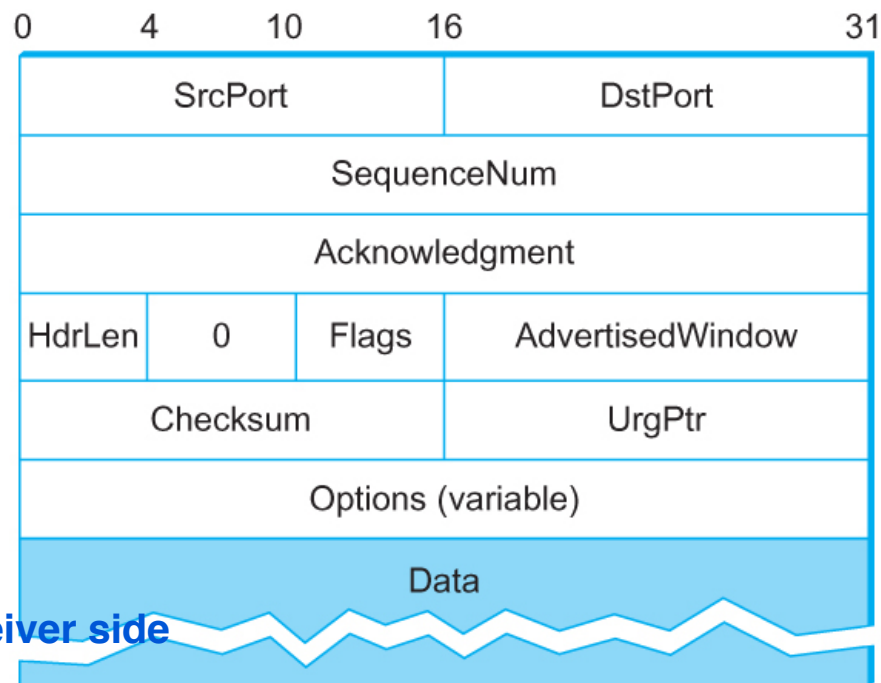 0 4 10 16 31
SrcPort DstPort
SequenceNum
Acknowledgment
HdrLen 0 Flags AdvertisedWindow
Checksum UrgPtr
Options (variable)
Data
side